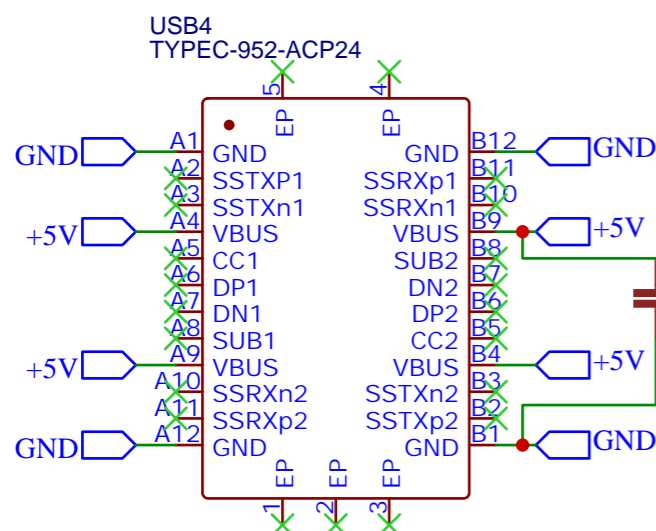 USB4
TYPEC-952-ACP24
5 4
EP EP
GND A1 GND GND B12 GND
A2 SSTXP1 SSRXp1 B11
A3 SSTXn1 SSRXn1 B10
+5V A4 VBUS VBUS B9 +5V
A5 CC1 SUB2 B8
A6 DP1 DN2 B7
A7 DN1 DP2 B6
A8 SUB1 CC2 B5
+5V A9 VBUS VBUS B4 +5V
A10 SSRXn2 SSTXn2 B3
A11 SSRXp2 SSTXp2 B2
GND A12 GND GND B1 GND
EP EP EP
1 2 3